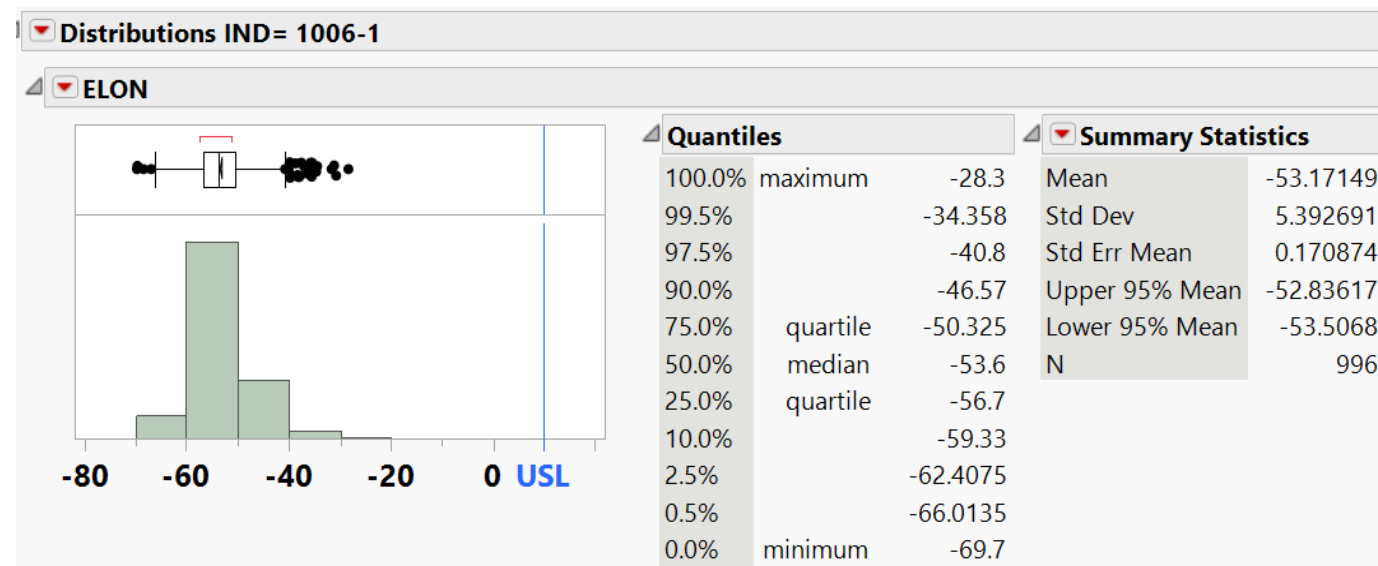 Distributions IND= 1006-1
ELON
-80 -60 -40 -20 0 USL
Quantiles
100.0% maximum -28.3
99.5% -34.358
97.5% -40.8
90.0% -46.57
75.0% quartile -50.325
50.0% median -53.6
25.0% quartile -56.7
10.0% -59.33
2.5% -62.4075
0.5% -66.0135
0.0% minimum -69.7
Summary Statistics
Mean -53.17149
Std Dev 5.392691
Std Err Mean 0.170874
Upper 95% Mean -52.83617
Lower 95% Mean -53.5068
N 996